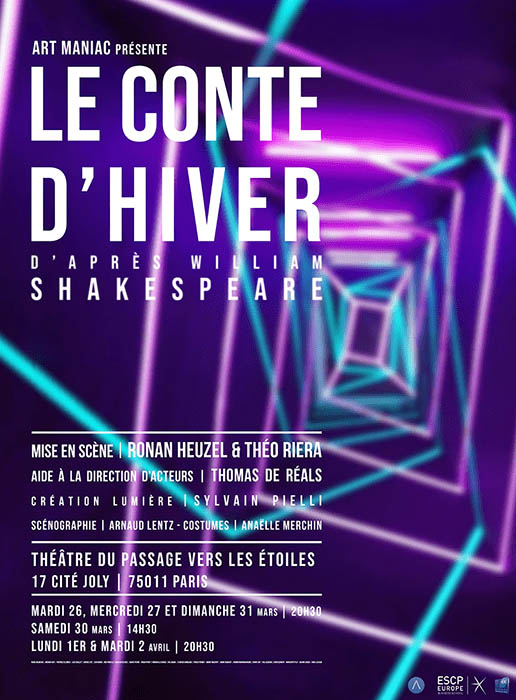 ART MANIAC PRÉSENTE
LE CONTE
D'HIVER
D'APRÈS WILLIAM
SHAKESPEARE
MISE EN SCÈNE | RONAN HEUZEL & THÉO RIERA
AIDE À LA DIRECTION D'ACTEURS | THOMAS DE RÉALS
CRÉATION LUMIÈRE | SYLVAIN PIELLI
SCÉNOGRAPHIE | ARNAUD LENTZ - COSTUMES | ANAËLLE MERCHIN
THÉÂTRE DU PASSAGE VERS LES ÉTOILES
17 CITÉ JOLY | 75011 PARIS
MARDI 26, MERCREDI 27 ET DIMANCHE 31 MARS | 20H30
SAMEDI 30 MARS | 14H30
LUNDI 1ER & MARDI 2 AVRIL | 20H30
ESCP
EUROPE
BUSINESS SCHOOL